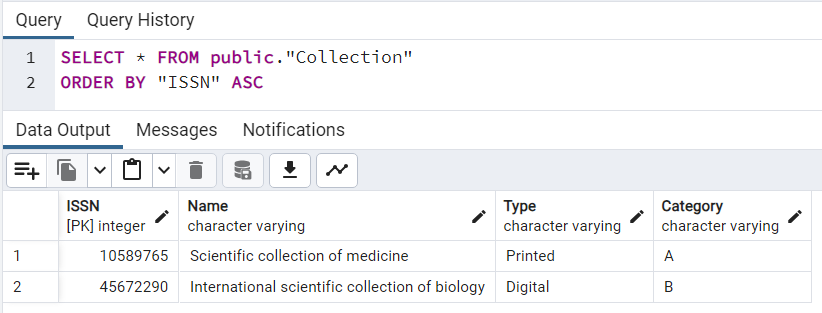 Query Query History
1 SELECT * FROM public."Collection"
2 ORDER BY "ISSN" ASC
Data Output Messages Notifications
ISSN Name Type Category
[PK] integer character varying character varying character varying
1 10589765 Scientific collection of medicine Printed A
2 45672290 International scientific collection of biology Digital B